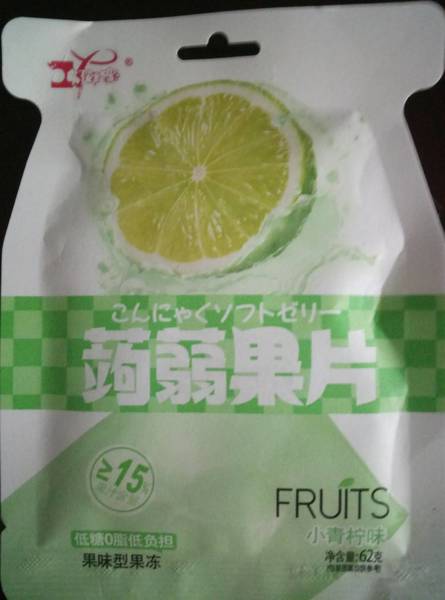 ®
こんにゃくソフトゼリー
蒟蒻果片
≥15%
FRUITS
小青柠味
低糖0脂低负担
果味型果冻
净含量:62克